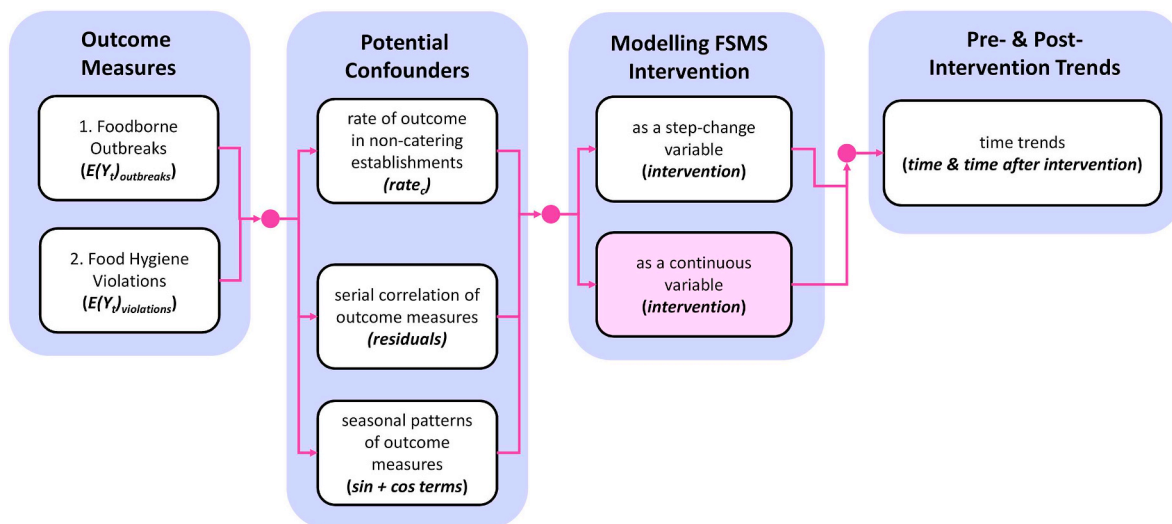 Outcome
Measures
1. Foodborne
Outbreaks
(E(Yt)outbreaks)
2. Food Hygiene
Violations
(E(Yt)violations)
Potential
Confounders
rate of outcome
in non-catering
establishments
(ratec)
serial correlation of
outcome measures
(residuals)
seasonal patterns
of outcome
measures
(sin + cos terms)
Modelling FSMS
Intervention
as a step-change
variable
(intervention)
as a continuous
variable
(intervention)
Pre- & Post-
Intervention Trends
time trends
(time & time after intervention)